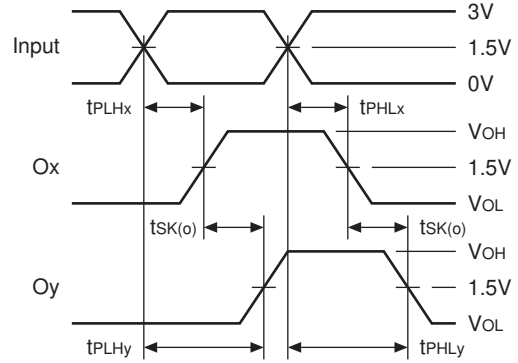 3V
Input 1.5V
0V
tPLHx tPHLx
VOH
Ox 1.5V
VOL
tSK(o) tSK(o)
VOH
Oy 1.5V
VOL
tPLHy tPHLy